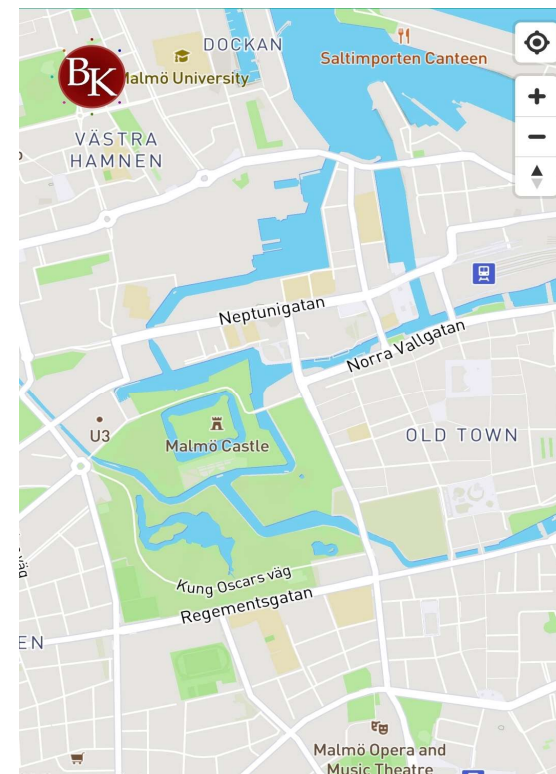 DOCKAN
Saltimporten Canteen
BK
Malmö University
VÄSTRA
HAMNEN
Neptunigatan
Norra Vallgatan
U3
Malmö Castle
OLD TOWN
Kung Oscars väg
Regementsgatan
EN
Malmö Opera and
Music Theatre